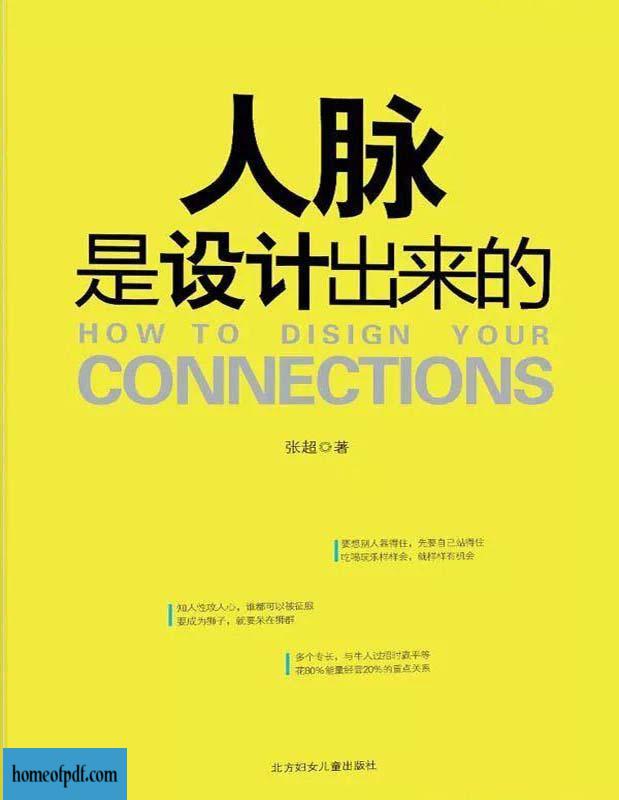 人脉
是设计出来的
HOW TO DISIGN YOUR
CONNECTIONS
张超 著
要想别人靠得住，先要自己站得住
吃喝玩乐样样会，就样样有机会
知人性攻人心，谁都可以被征服
要成为狮子，就要呆在狮群
多个专长，与牛人过招时赢平等
花80%能量经营20%的重点关系
北方妇女儿童出版社
homeofpdf.com